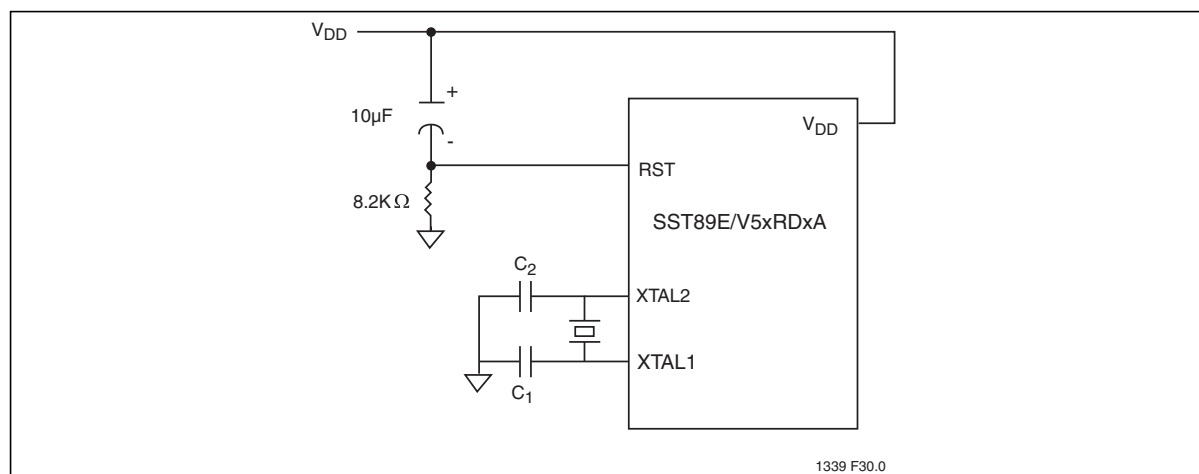 VDD
+
10µF
-
VDD
RST
8.2KΩ
SST89E/V5xRDxA
C2
XTAL2
XTAL1
C1
1339 F30.0